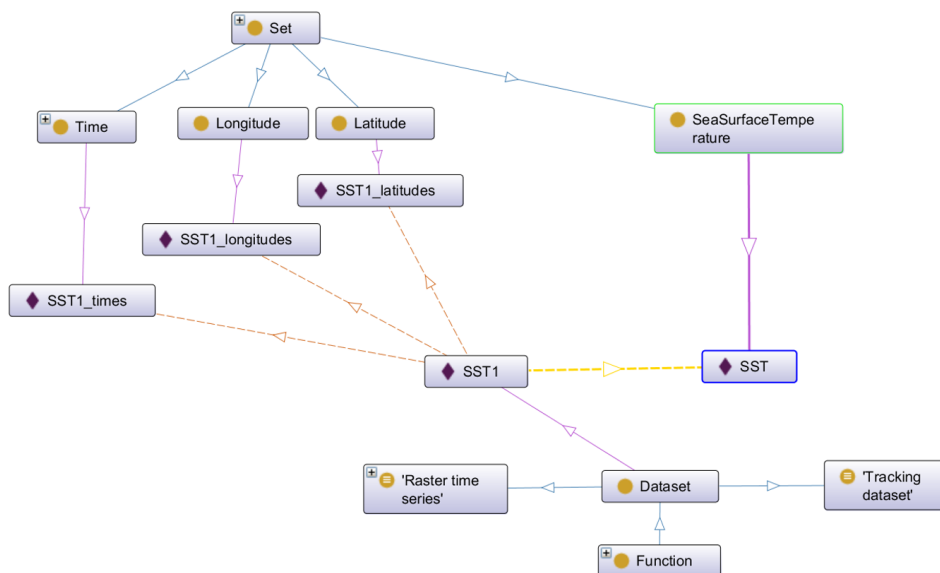 Set
Time
Longitude
Latitude
SeaSurfaceTempe
rature
SST1_latitudes
SST1_longitudes
SST1_times
SST1
SST
'Raster time
series'
Dataset
'Tracking
dataset'
Function